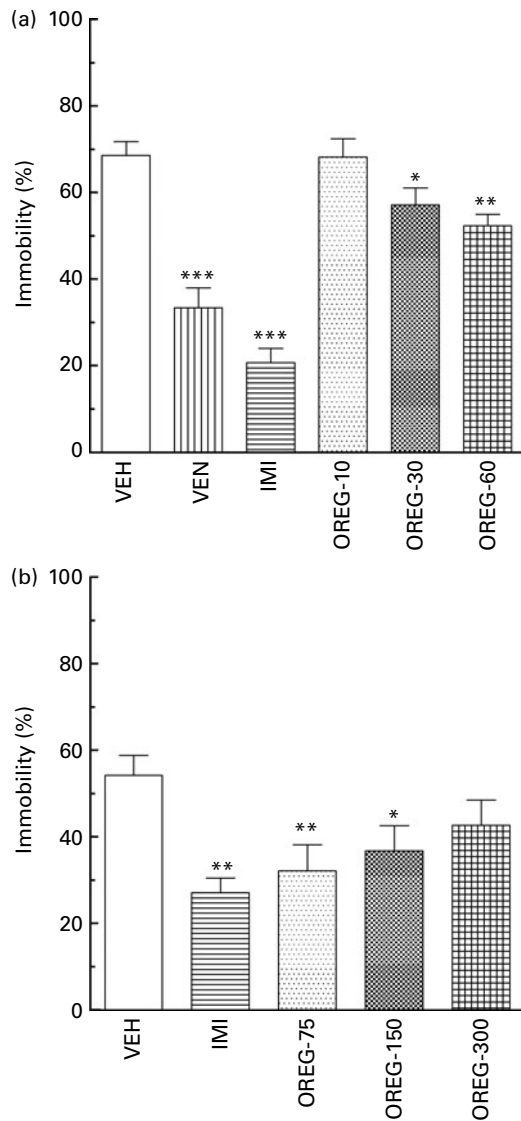 (a)
100
80
60
40
20
0
Immobility (%)
***
***
*
**
VEH
VEN
IMI
OREG-10
OREG-30
OREG-60
(b)
100
80
60
40
20
0
Immobility (%)
**
**
*
VEH
IMI
OREG-75
OREG-150
OREG-300